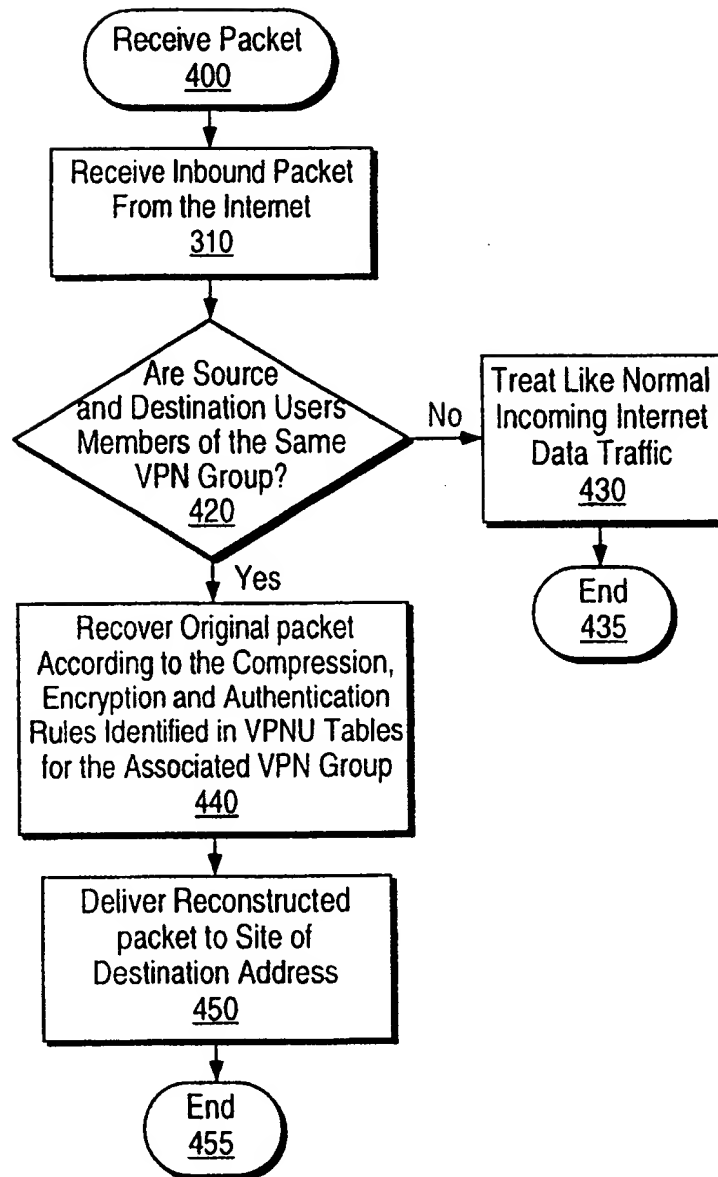 Receive Packet
400
Receive Inbound Packet
From the Internet
310
Are Source
and Destination Users
Members of the Same
VPN Group?
420
No
Treat Like Normal
Incoming Internet
Data Traffic
430
End
435
Yes
Recover Original packet
According to the Compression,
Encryption and Authentication
Rules Identified in VPNU Tables
for the Associated VPN Group
440
Deliver Reconstructed
packet to Site of
Destination Address
450
End
455